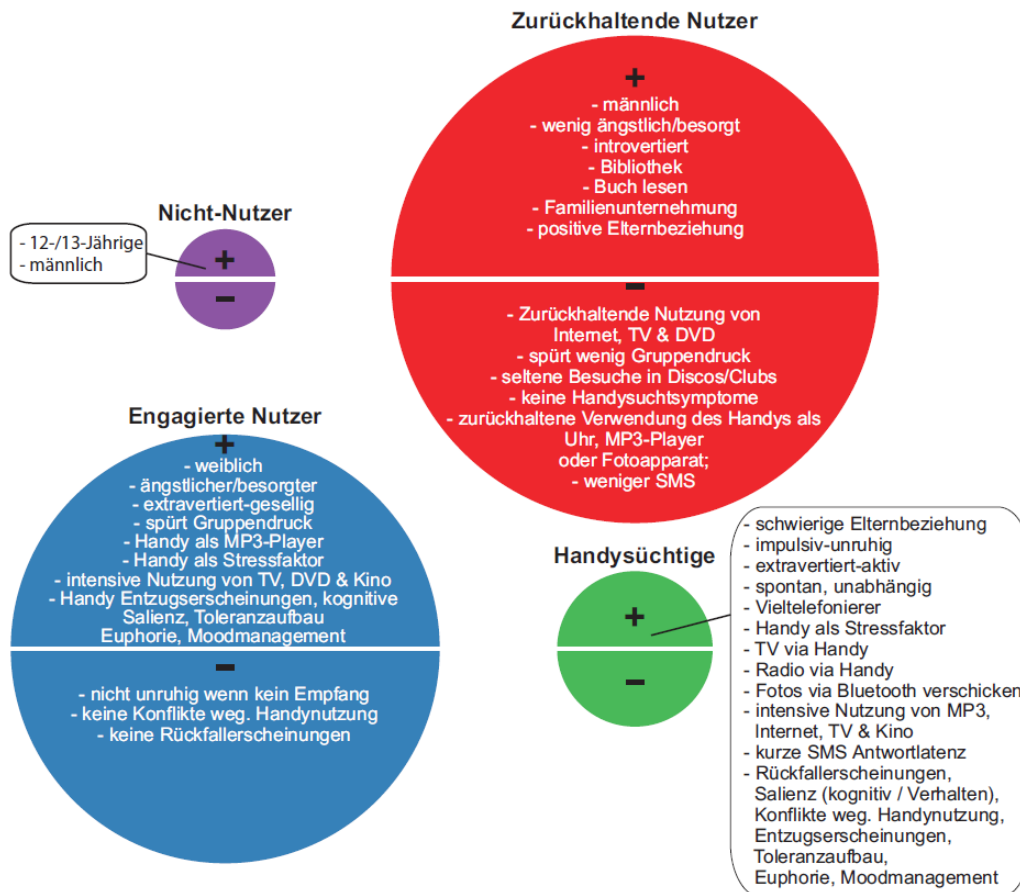 Zurückhaltende Nutzer
+
- männlich
- wenig ängstlich/besorgt
- introvertiert
- Bibliothek
- Buch lesen
- Familienunternehmung
- positive Elternbeziehung
–
- Zurückhaltende Nutzung von
Internet, TV & DVD
- spürt wenig Gruppendruck
- seltene Besuche in Discos/Clubs
- keine Handysuchtsymptome
- zurückhaltene Verwendung des Handys als
Uhr, MP3-Player
oder Fotoapparat;
- weniger SMS
Nicht-Nutzer
- 12-/13-Jährige
- männlich
+
–
Engagierte Nutzer
+
- weiblich
- ängstlicher/besorgter
- extravertiert-gesellig
- spürt Gruppendruck
- Handy als MP3-Player
- Handy als Stressfaktor
- intensive Nutzung von TV, DVD & Kino
- Handy Entzugserscheinungen, kognitive
Salienz, Toleranzaufbau
Euphorie, Moodmanagement
–
- nicht unruhig wenn kein Empfang
- keine Konflikte weg. Handynutzung
- keine Rückfallerscheinungen
Handysüchtige
+
–
- schwierige Elternbeziehung
- impulsiv-unruhig
- extravertiert-aktiv
- spontan, unabhängig
- Vieltelefonierer
- Handy als Stressfaktor
- TV via Handy
- Radio via Handy
- Fotos via Bluetooth verschicken
- intensive Nutzung von MP3,
Internet, TV & Kino
- kurze SMS Antwortlatenz
- Rückfallerscheinungen,
Salienz (kognitiv / Verhalten),
Konflikte weg. Handynutzung,
Entzugserscheinungen,
Toleranzaufbau,
Euphorie, Moodmanagement